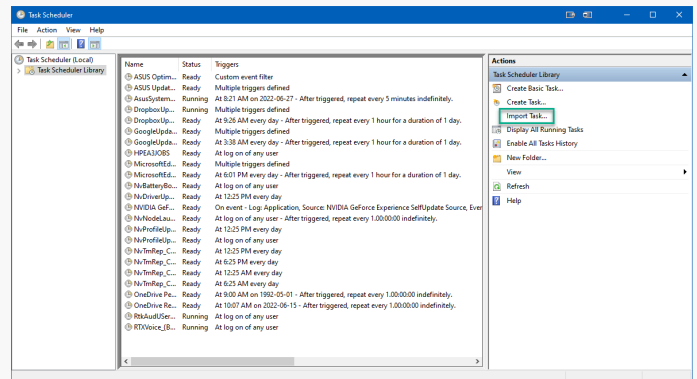 Task Scheduler
File Action View Help
Task Scheduler (Local)
Task Scheduler Library
Name Status Triggers
ASUS Optim... Ready Custom event filter
ASUS Updat... Ready Multiple triggers defined
AsusSystem... Running At 8:21 AM on 2022-06-27 - After triggered, repeat every 5 minutes indefinitely.
DropboxUp... Running Multiple triggers defined
DropboxUp... Ready At 9:26 AM every day - After triggered, repeat every 1 hour for a duration of 1 day.
GoogleUpda... Ready Multiple triggers defined
GoogleUpda... Ready At 3:38 AM every day - After triggered, repeat every 1 hour for a duration of 1 day.
HPEA3JOBS Ready At log on of any user
MicrosoftEd... Ready Multiple triggers defined
MicrosoftEd... Ready At 6:01 PM every day - After triggered, repeat every 1 hour for a duration of 1 day.
NvBatteryBo... Ready At log on of any user
NvDriverUp... Ready At 12:25 PM every day
NVIDIA GeF... Ready On event - Log: Application, Source: NVIDIA GeForce Experience SelfUpdate Source, Ever
NvNodeLau... Ready At log on of any user - After triggered, repeat every 1.00:00:00 indefinitely.
NvProfileUp... Ready At 12:25 PM every day
NvProfileUp... Ready At log on of any user
NvTmRep_C... Ready At 12:25 PM every day
NvTmRep_C... Ready At 6:25 PM every day
NvTmRep_C... Ready At 12:25 AM every day
NvTmRep_C... Ready At 6:25 AM every day
OneDrive Pe... Ready At 9:00 AM on 1992-05-01 - After triggered, repeat every 1.00:00:00 indefinitely.
OneDrive Re... Ready At 10:07 AM on 2022-06-15 - After triggered, repeat every 1.00:00:00 indefinitely.
RtkAudUSer... Running At log on of any user
RTXVoice_{B... Running At log on of any user
Actions
Task Scheduler Library
Create Basic Task...
Create Task...
Import Task...
Display All Running Tasks
Enable All Tasks History
New Folder...
View
Refresh
Help